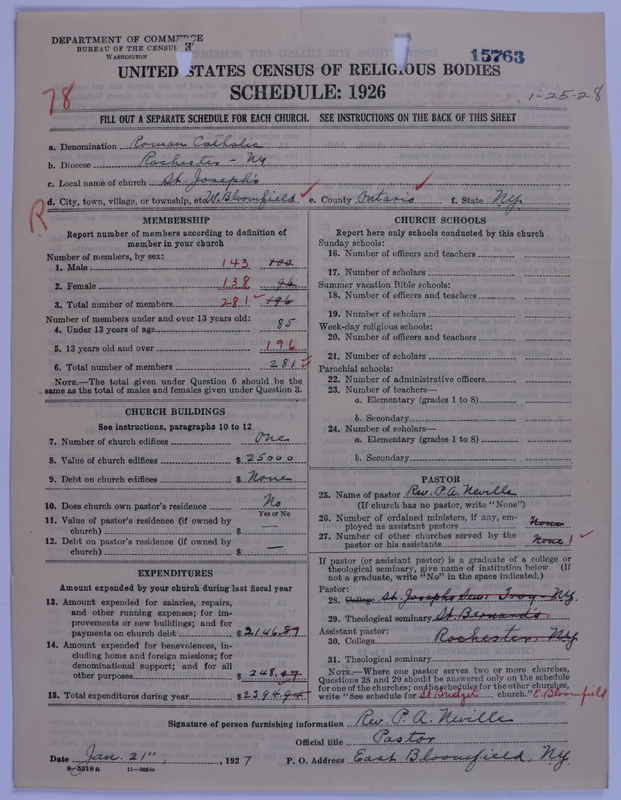 DEPARTMENT OF COMMERCE
BUREAU OF THE CENSUS
WASHINGTON
15763
UNITED STATES CENSUS OF RELIGIOUS BODIES
SCHEDULE: 1926
78
1-25-28
FILL OUT A SEPARATE SCHEDULE FOR EACH CHURCH. SEE INSTRUCTIONS ON THE BACK OF THIS SHEET
a. Denomination Roman Catholic
b. Diocese Rochester - NY
c. Local name of church St. Joseph's
d. City, town, village, or township, etc. W. Bloomfield ✓ e. County Ontario ✓ f. State N.Y.
R
MEMBERSHIP
Report number of members according to definition of
member in your church
Number of members, by sex:
1. Male 143
2. Female 138 96
3. Total number of members 281 ✓ 196
Number of members under and over 13 years old:
4. Under 13 years of age 85
5. 13 years old and over 196
6. Total number of members 281 ✓
NOTE.—The total given under Question 6 should be the
same as the total of males and females given under Question 3.
CHURCH BUILDINGS
See instructions, paragraphs 10 to 12
7. Number of church edifices One
8. Value of church edifices $ 25000
9. Debt on church edifices $ None
10. Does church own pastor's residence No
Yes or No
11. Value of pastor's residence (if owned by
church) $ —
12. Debt on pastor's residence (if owned by
church) $ —
EXPENDITURES
Amount expended by your church during last fiscal year
13. Amount expended for salaries, repairs,
and other running expenses; for im-
provements or new buildings; and for
payments on church debt $ 2146.87
14. Amount expended for benevolences, in-
cluding home and foreign missions; for
denominational support; and for all
other purposes $ 248.07
15. Total expenditures during year $ 2394.94
CHURCH SCHOOLS
Report here only schools conducted by this church
Sunday schools:
16. Number of officers and teachers
17. Number of scholars
Summer vacation Bible schools:
18. Number of officers and teachers
19. Number of scholars
Week-day religious schools:
20. Number of officers and teachers
21. Number of scholars
Parochial schools:
22. Number of administrative officers
23. Number of teachers—
a. Elementary (grades 1 to 8)
b. Secondary
24. Number of scholars—
a. Elementary (grades 1 to 8)
b. Secondary
PASTOR
25. Name of pastor Rev. P. A. Neville
(If church has no pastor, write "None")
26. Number of ordained ministers, if any, em-
ployed as assistant pastors None
27. Number of other churches served by the
pastor or his assistants None 1 ✓
If pastor (or assistant pastor) is a graduate of a college or
theological seminary, give name of institution below. (If
not a graduate, write "No" in the space indicated.)
Pastor:
28. College St. Josephs Troy - NY.
29. Theological seminary St. Bernard's
Assistant pastor:
30. College Rochester, NY
31. Theological seminary
NOTE.—Where one pastor serves two or more churches,
Questions 28 and 29 should be answered only on the schedule
for one of the churches; on the schedules for the other churches,
write "See schedule for St. Bridget church." E. Bloomfield
Signature of person furnishing information Rev. P. A. Neville
Official title Pastor
Date Jan. 21", 1927 P. O. Address East Bloomfield, N.Y.